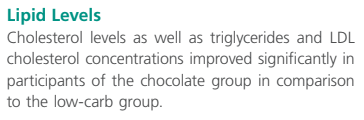 Lipid Levels
Cholesterol levels as well as triglycerides and LDL
cholesterol concentrations improved significantly in
participants of the chocolate group in comparison
to the low-carb group.